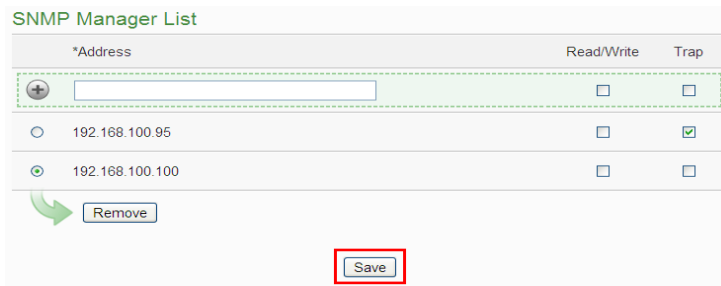 SNMP Manager List
*Address Read/Write Trap
192.168.100.95
192.168.100.100
Remove
Save